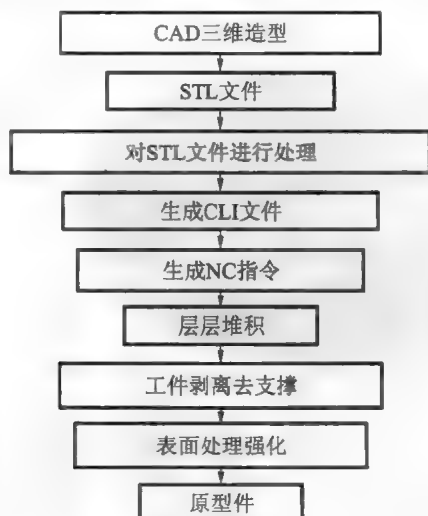 CAD三维造型
STL文件
对STL文件进行处理
生成CLI文件
生成NC指令
层层堆积
工件剥离去支撑
表面处理强化
原型件